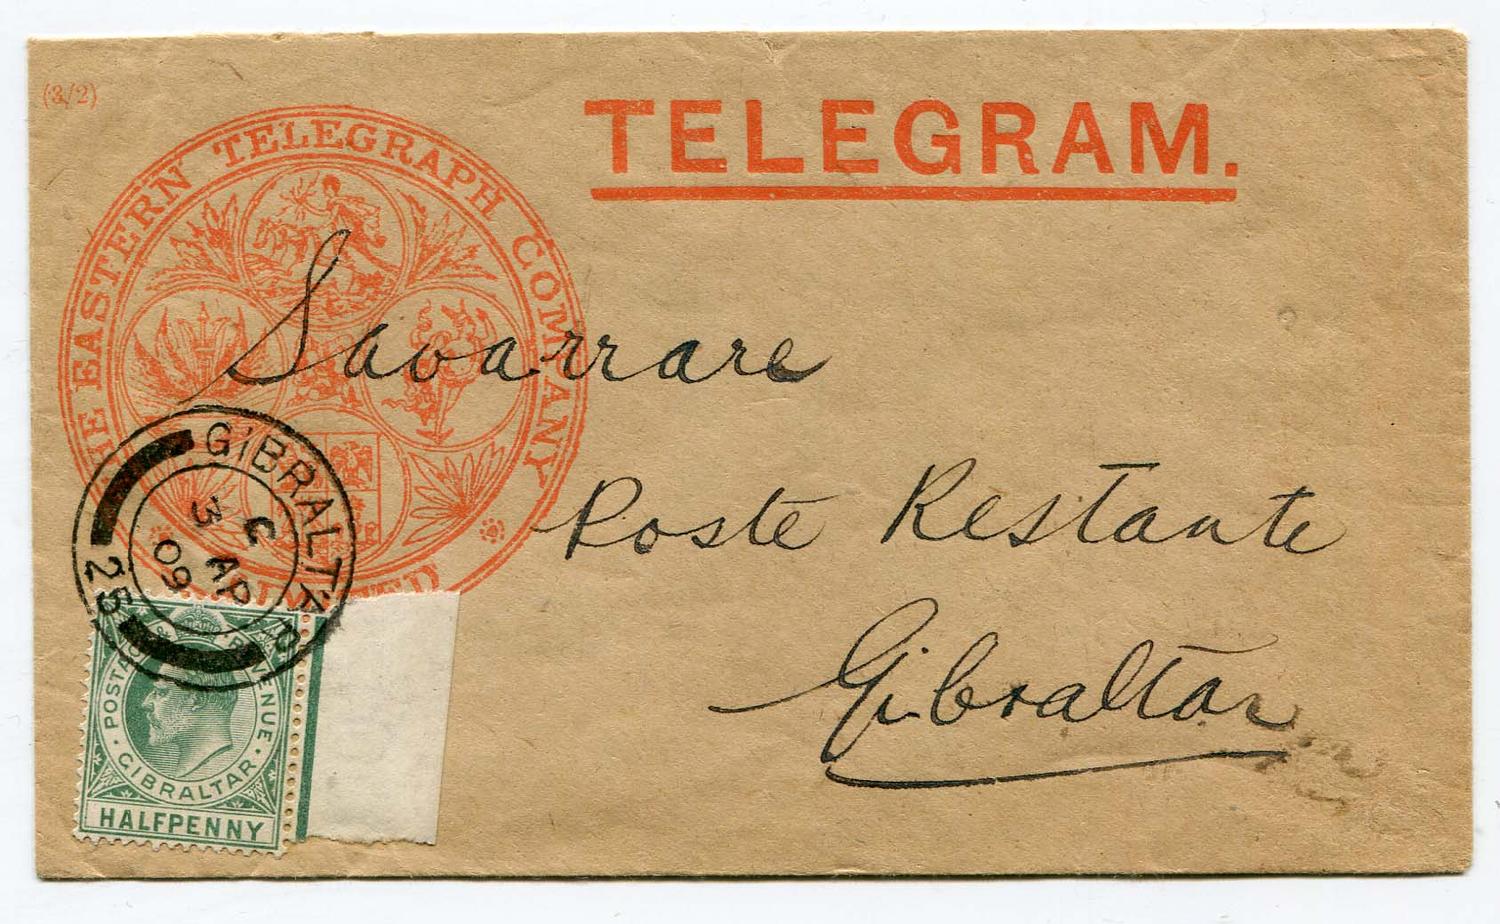 (3/2)
THE EASTERN TELEGRAPH COMPANY
LIMITED
TELEGRAM.
Savarrare
Poste Restante
Gibraltar
GIBRALTAR
C
3 AP
09
25
POSTAGE & REVENUE
GIBRALTAR
HALFPENNY